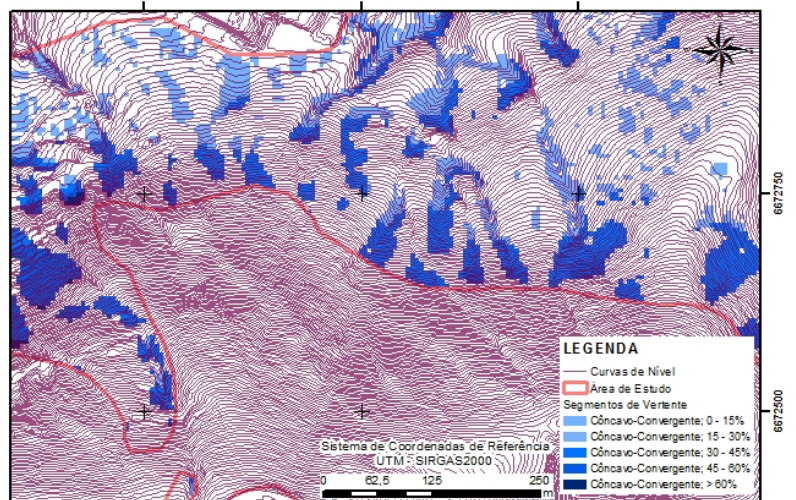 6672750
LEGENDA
Curvas de Nível
Área de Estudo
Segmentos de Vertente
Côncavo-Convergente; 0 - 15%
Côncavo-Convergente; 15 - 30%
Côncavo-Convergente; 30 - 45%
Côncavo-Convergente; 45 - 60%
Côncavo-Convergente; > 60%
6672500
Sistema de Coordenadas de Referência
UTM - SIRGAS2000
0 62,5 125 250
m